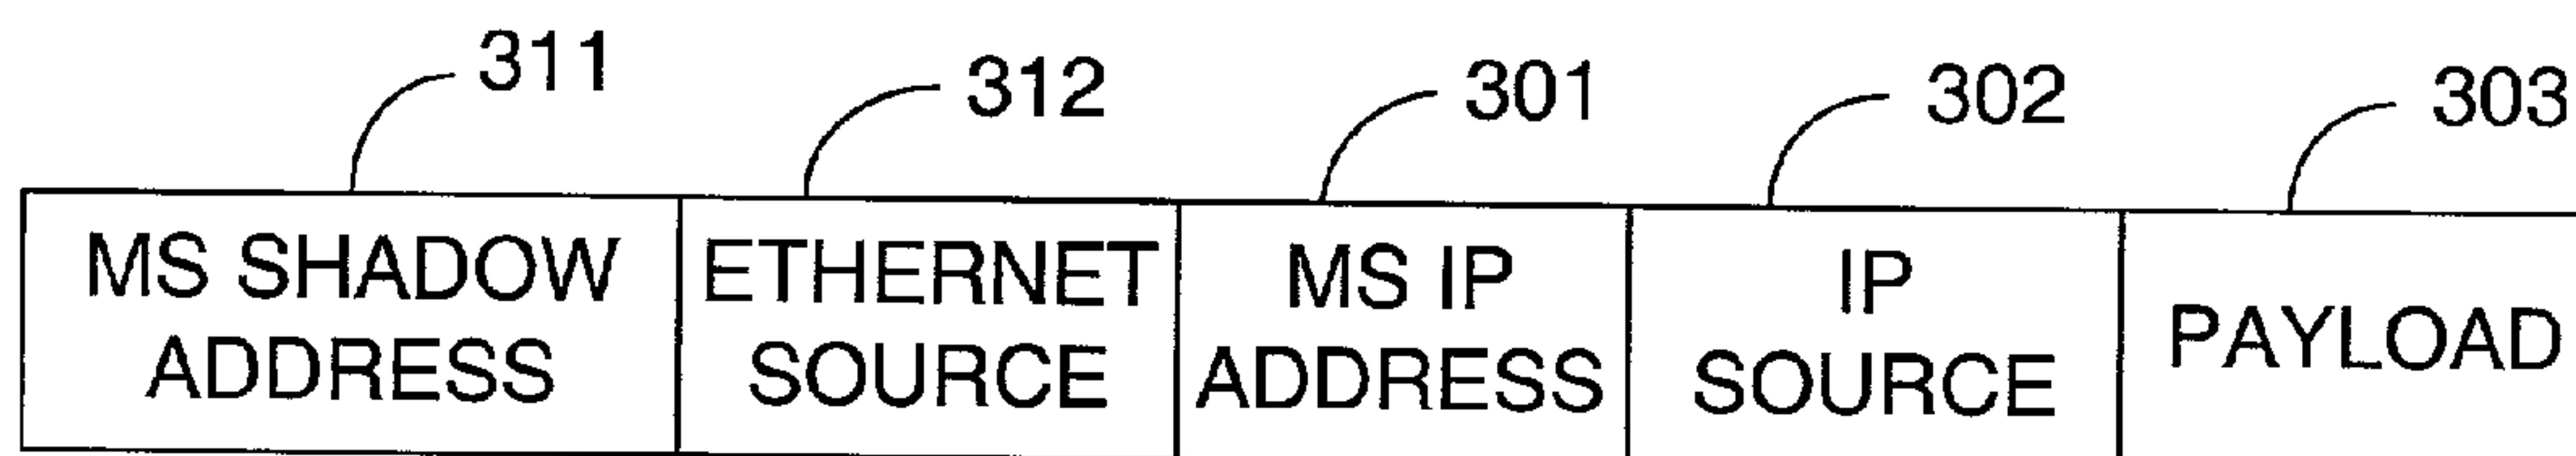 311 312 301 302 303
MS SHADOW ADDRESS
ETHERNET SOURCE
MS IP ADDRESS
IP SOURCE
PAYLOAD